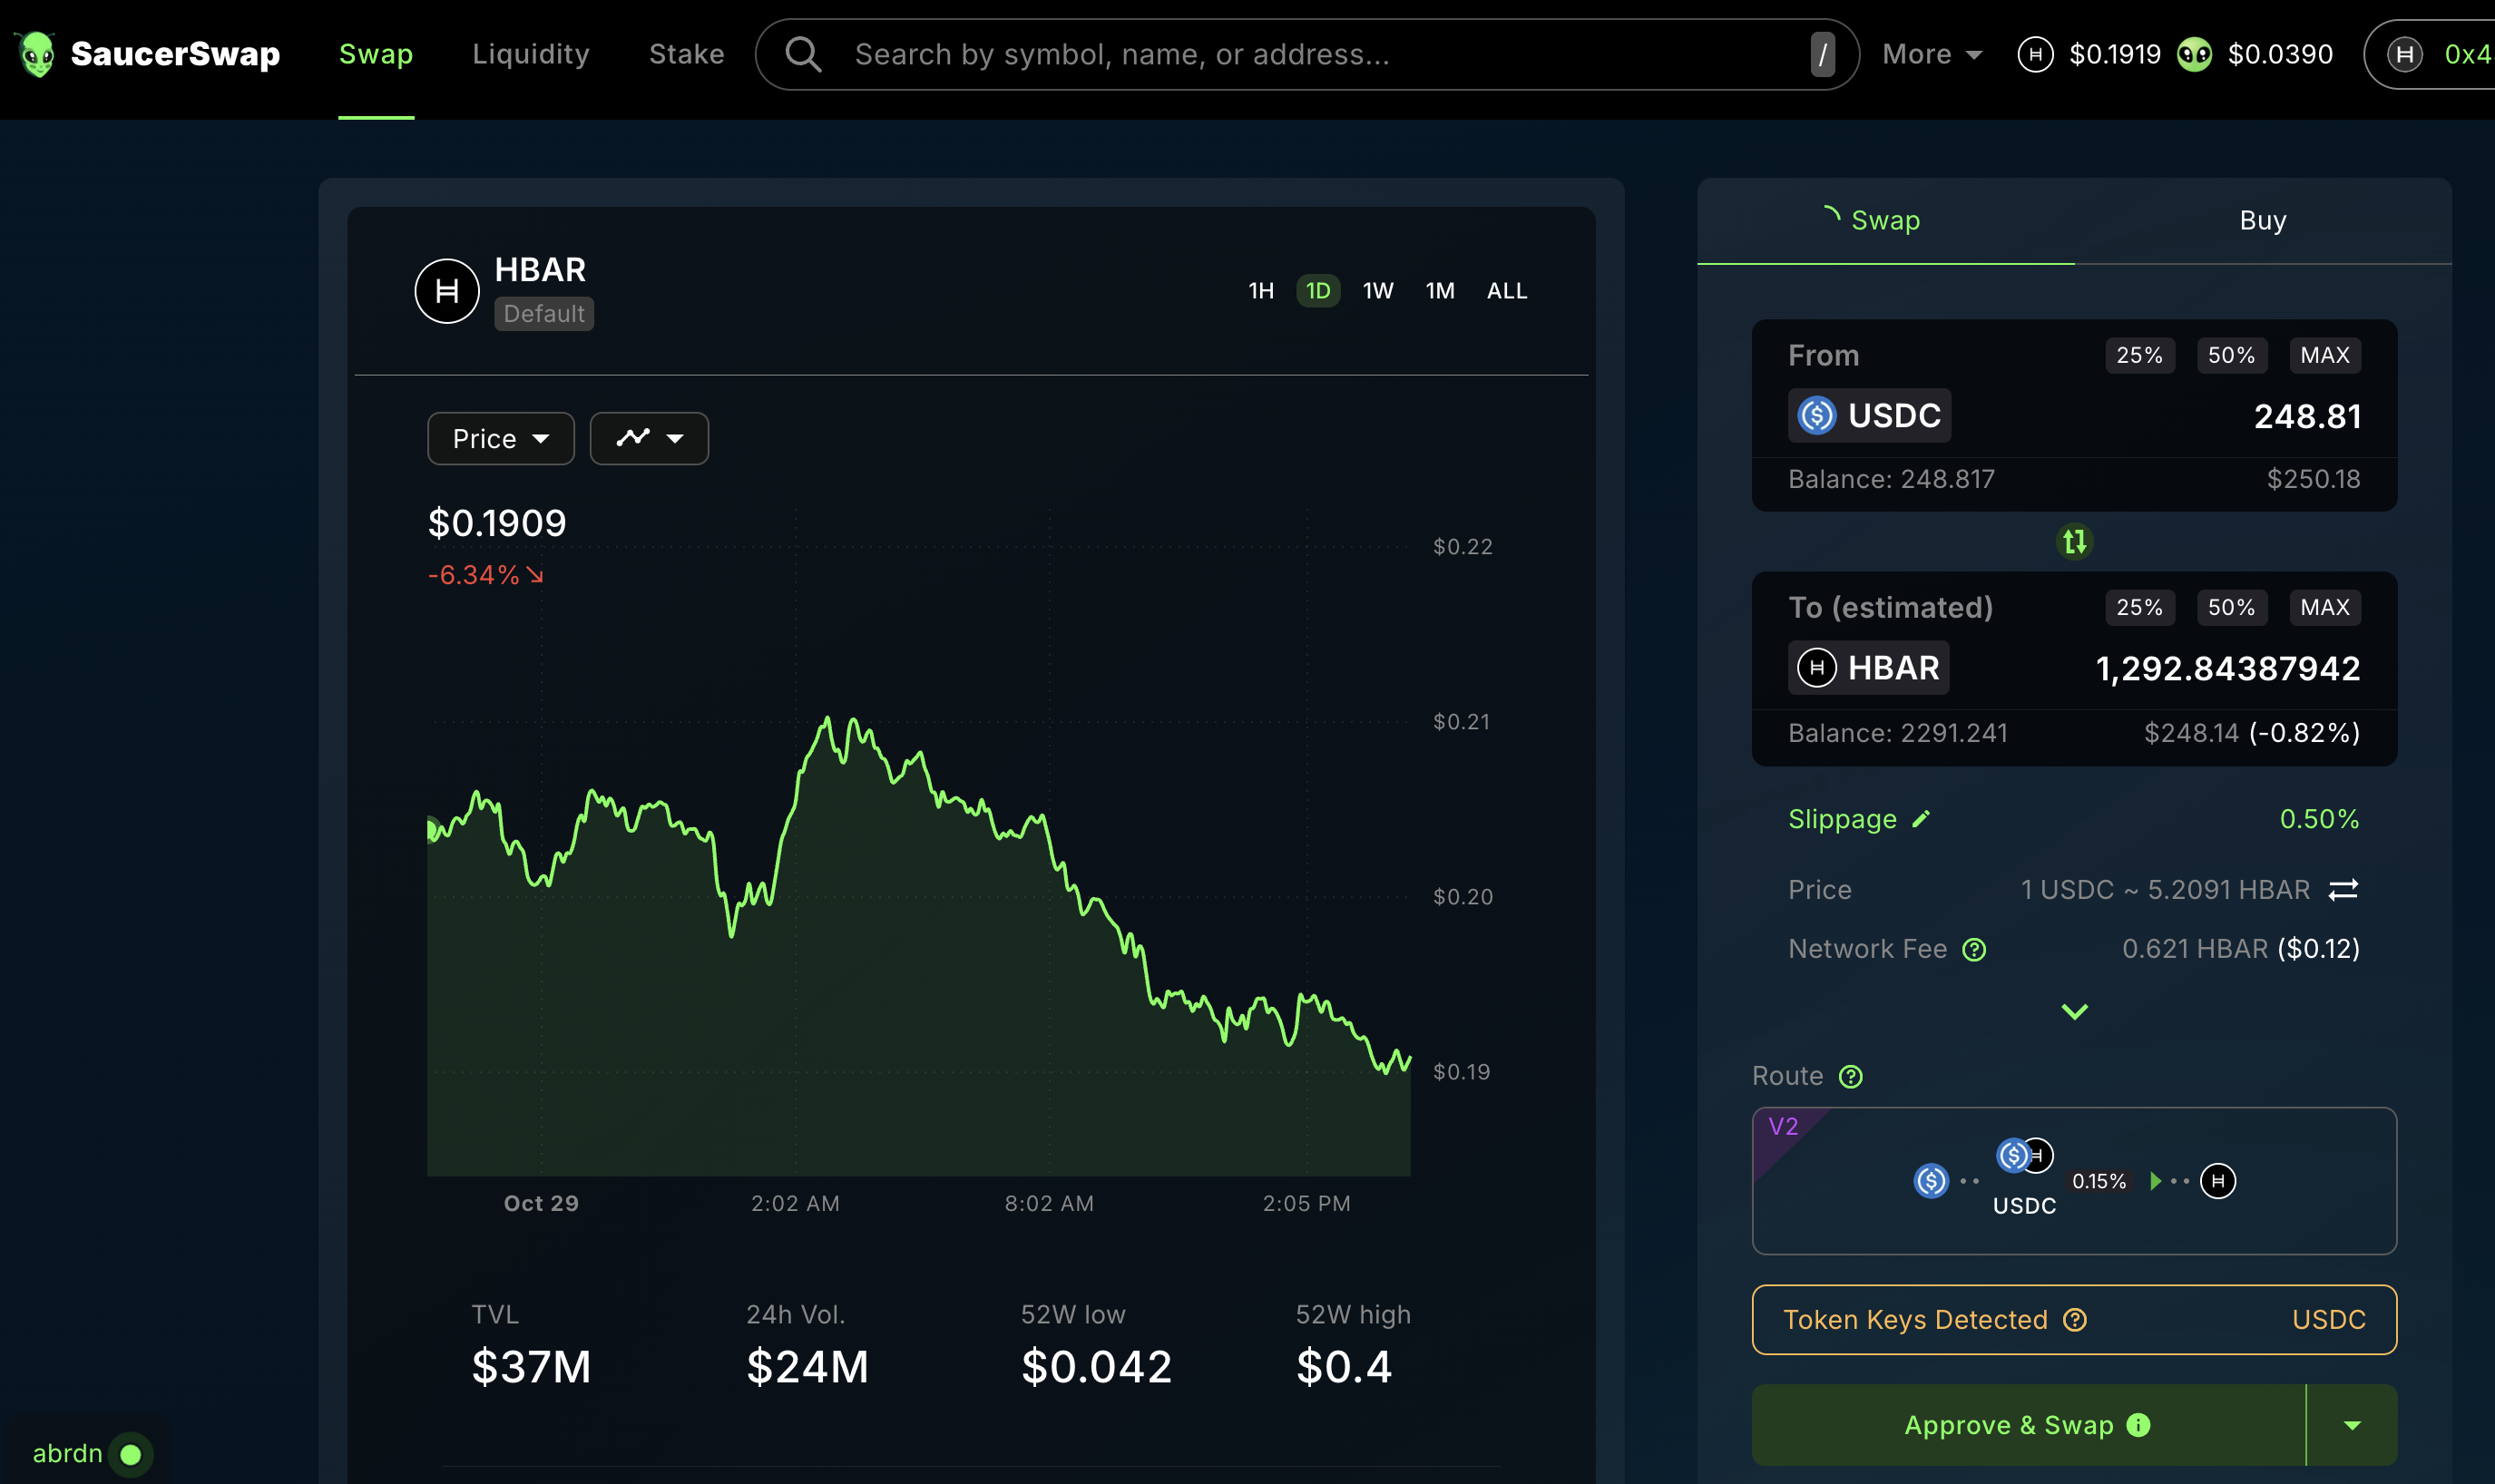 SaucerSwap
Swap
Liquidity
Stake
Search by symbol, name, or address...
/
More
$0.1919
$0.0390
0x4
HBAR
Default
1H 1D 1W 1M ALL
Price
$0.1909
-6.34%
$0.22
$0.21
$0.20
$0.19
Oct 29 2:02 AM 8:02 AM 2:05 PM
TVL 24h Vol. 52W low 52W high
$37M $24M $0.042 $0.4
abrdn
Swap Buy
From 25% 50% MAX
USDC 248.81
Balance: 248.817 $250.18
To (estimated) 25% 50% MAX
HBAR 1,292.84387942
Balance: 2291.241 $248.14 (-0.82%)
Slippage 0.50%
Price 1 USDC ~ 5.2091 HBAR
Network Fee 0.621 HBAR ($0.12)
Route
V2
USDC
0.15%
Token Keys Detected USDC
Approve & Swap